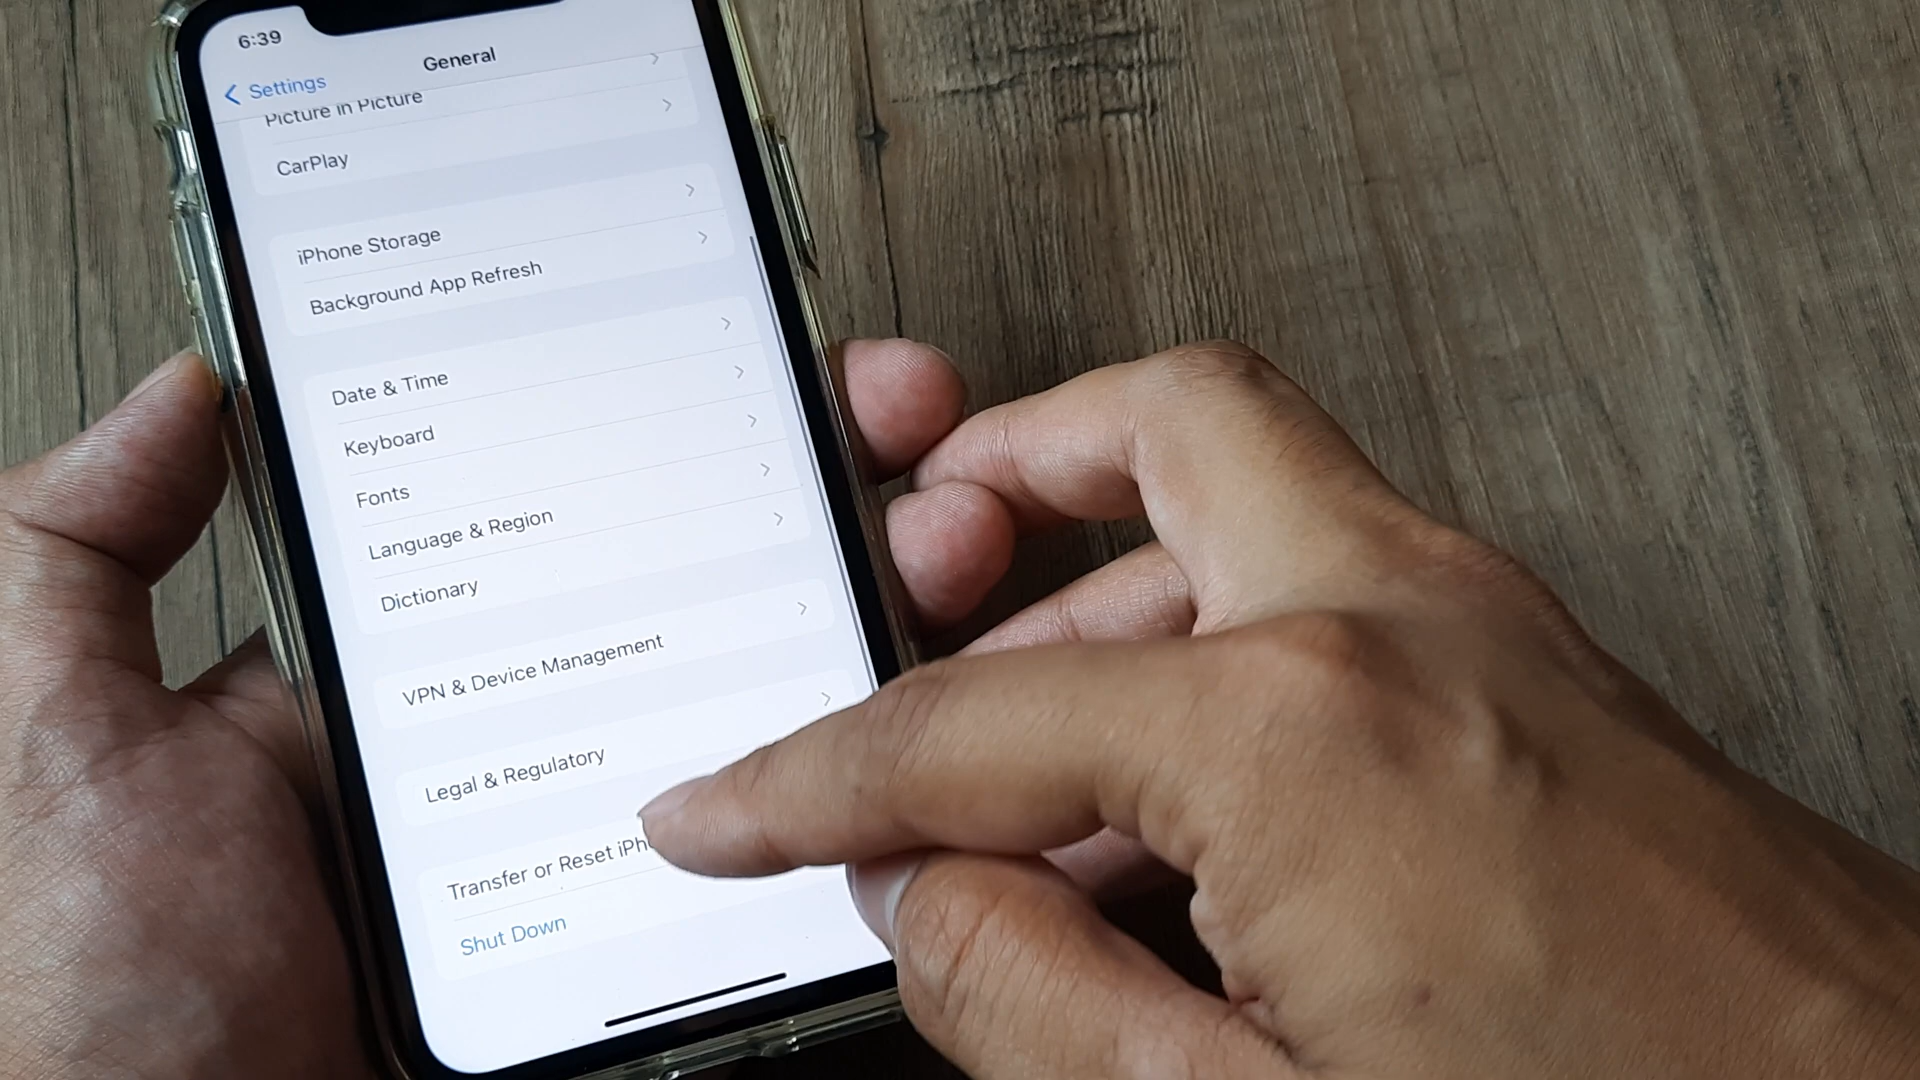 6:39
General
Settings
Picture in Picture
CarPlay
iPhone Storage
Background App Refresh
Date & Time
Keyboard
Fonts
Language & Region
Dictionary
VPN & Device Management
Legal & Regulatory
Transfer or Reset iPho
Shut Down